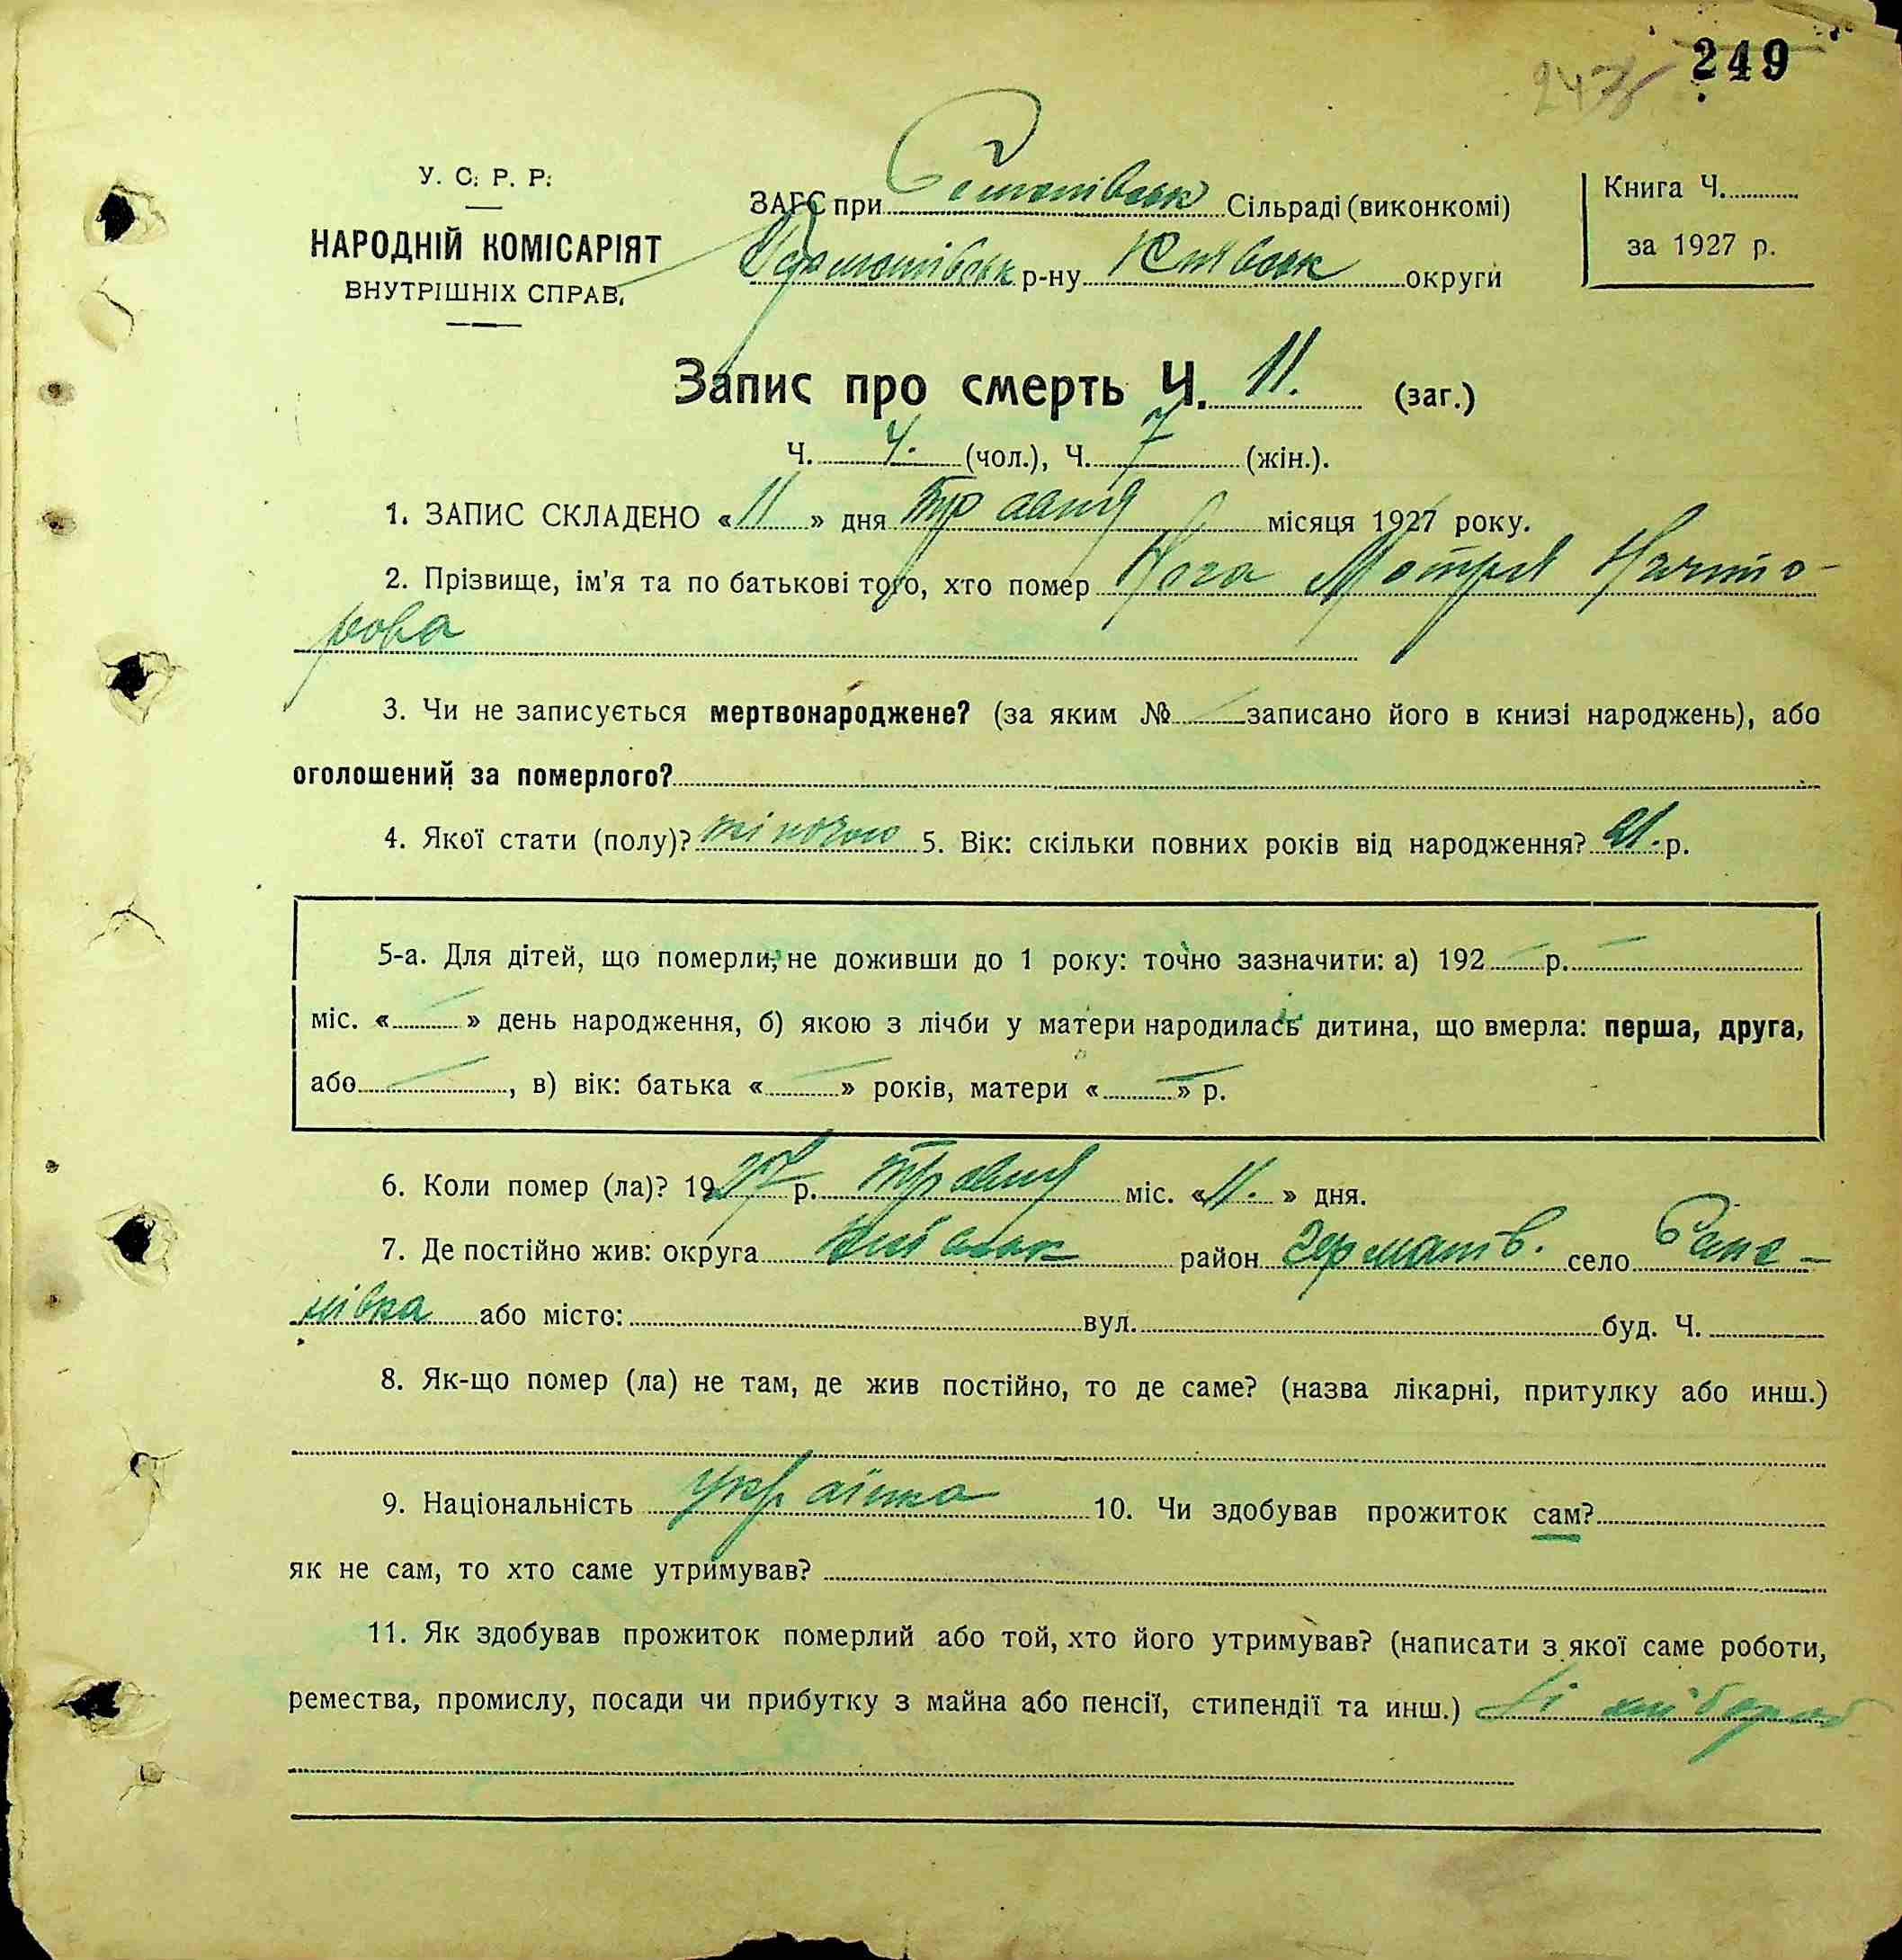 249
У. С. Р. Р.
НАРОДНІЙ КОМІСАРІЯТ
ВНУТРІШНІХ СПРАВ.
ЗАГС при Сільраді (виконкомі)
Германівськ р-ну Київськ округи
Книга Ч.
за 1927 р.
Запис про смерть Ч. 11. (заг.)
Ч. 4. (чол.), Ч. 7 (жін.).
1. ЗАПИС СКЛАДЕНО «11» дня травня місяця 1927 року.
2. Прізвище, ім'я та по батькові того, хто помер Мотря
3. Чи не записується мертвонароджене? (за яким № записано його в книзі народжень), або
оголошений за померлого?
4. Якої стати (полу)? жіночою 5. Вік: скільки повних років від народження? р.
5-а. Для дітей, що померли, не доживши до 1 року: точно зазначити: а) 192 р.
міс. « » день народження, б) якою з лічби у матери народилась дитина, що вмерла: перша, друга,
або , в) вік: батька « » років, матери « » р.
6. Коли помер (ла)? 1927 р. травня міс. «11.» дня.
7. Де постійно жив: округа Київськ район Германів. село
або місто: вул. буд. Ч.
8. Як-що помер (ла) не там, де жив постійно, то де саме? (назва лікарні, притулку або инш.)
9. Національність україна 10. Чи здобував прожиток сам?
як не сам, то хто саме утримував?
11. Як здобував прожиток померлий або той, хто його утримував? (написати з якої саме роботи,
ремества, промислу, посади чи прибутку з майна або пенсії, стипендії та инш.)